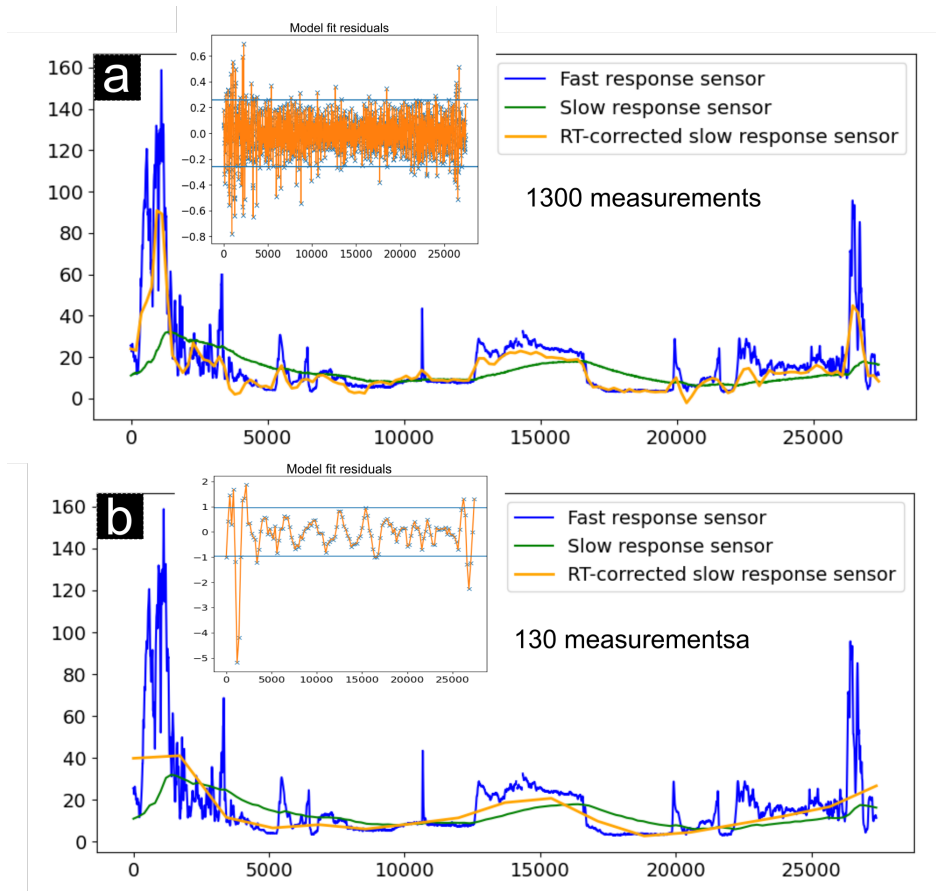 Model fit residuals
a
0.6
0.4
0.2
0.0
−0.2
−0.4
−0.6
−0.8
0 5000 10000 15000 20000 25000
160
140
120
100
80
60
40
20
0
Fast response sensor
Slow response sensor
RT-corrected slow response sensor
1300 measurements
0 5000 10000 15000 20000 25000
Model fit residuals
b
2
1
0
−1
−2
−3
−4
−5
0 5000 10000 15000 20000 25000
160
140
120
100
80
60
40
20
0
Fast response sensor
Slow response sensor
RT-corrected slow response sensor
130 measurementsa
0 5000 10000 15000 20000 25000